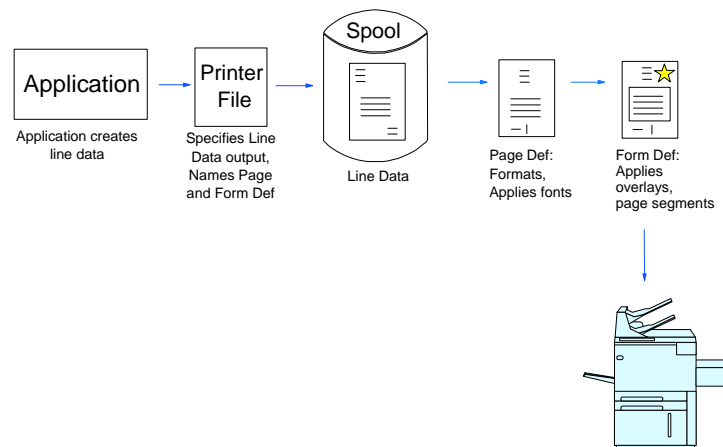 Application
Application creates
line data
Printer
File
Specifies Line
Data output,
Names Page
and Form Def
Spool
Line Data
Page Def:
Formats,
Applies fonts
Form Def:
Applies
overlays,
page segments